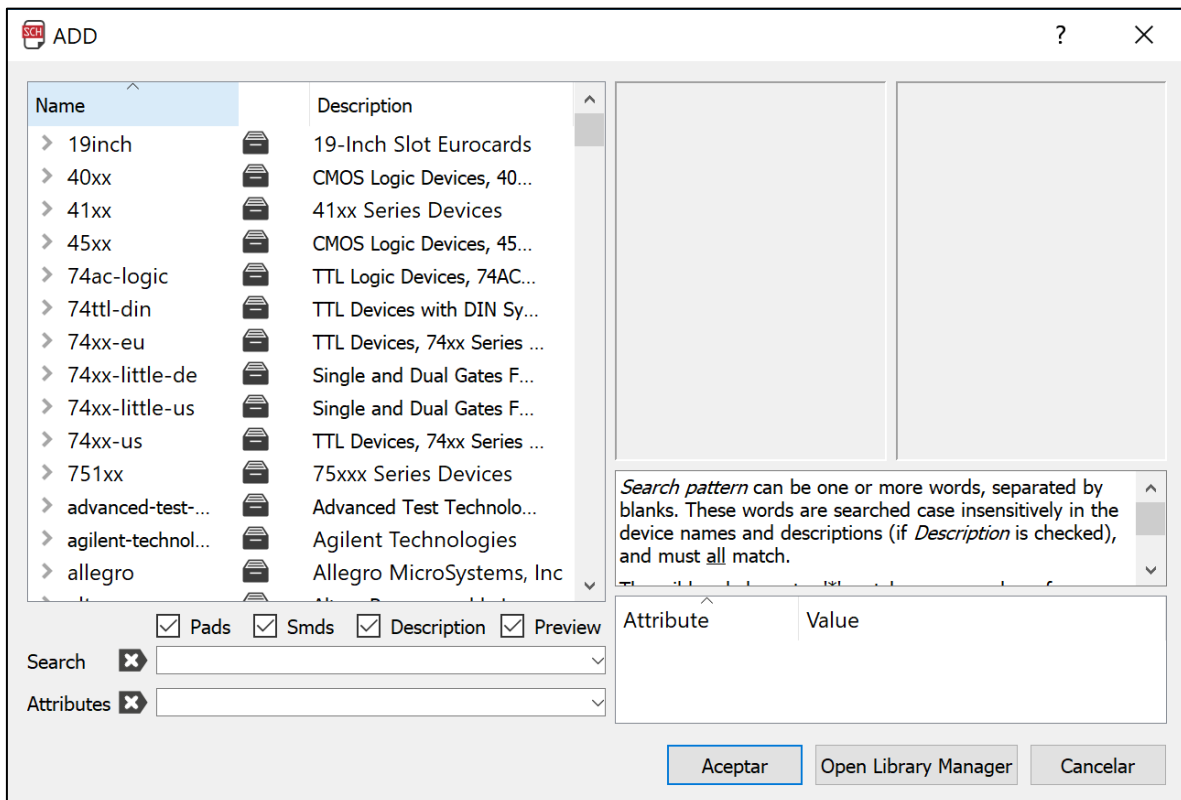 SCH ADD ?
Name Description
19inch 19-Inch Slot Eurocards
40xx CMOS Logic Devices, 40...
41xx 41xx Series Devices
45xx CMOS Logic Devices, 45...
74ac-logic TTL Logic Devices, 74AC...
74ttl-din TTL Devices with DIN Sy...
74xx-eu TTL Devices, 74xx Series ...
74xx-little-de Single and Dual Gates F...
74xx-little-us Single and Dual Gates F...
74xx-us TTL Devices, 74xx Series ...
751xx 75xxx Series Devices
advanced-test-... Advanced Test Technolo...
agilent-technol... Agilent Technologies
allegro Allegro MicroSystems, Inc
Pads Smds Description Preview
Search
Attributes
Search pattern can be one or more words, separated by
blanks. These words are searched case insensitively in the
device names and descriptions (if Description is checked),
and must all match.
Attribute Value
Aceptar Open Library Manager Cancelar